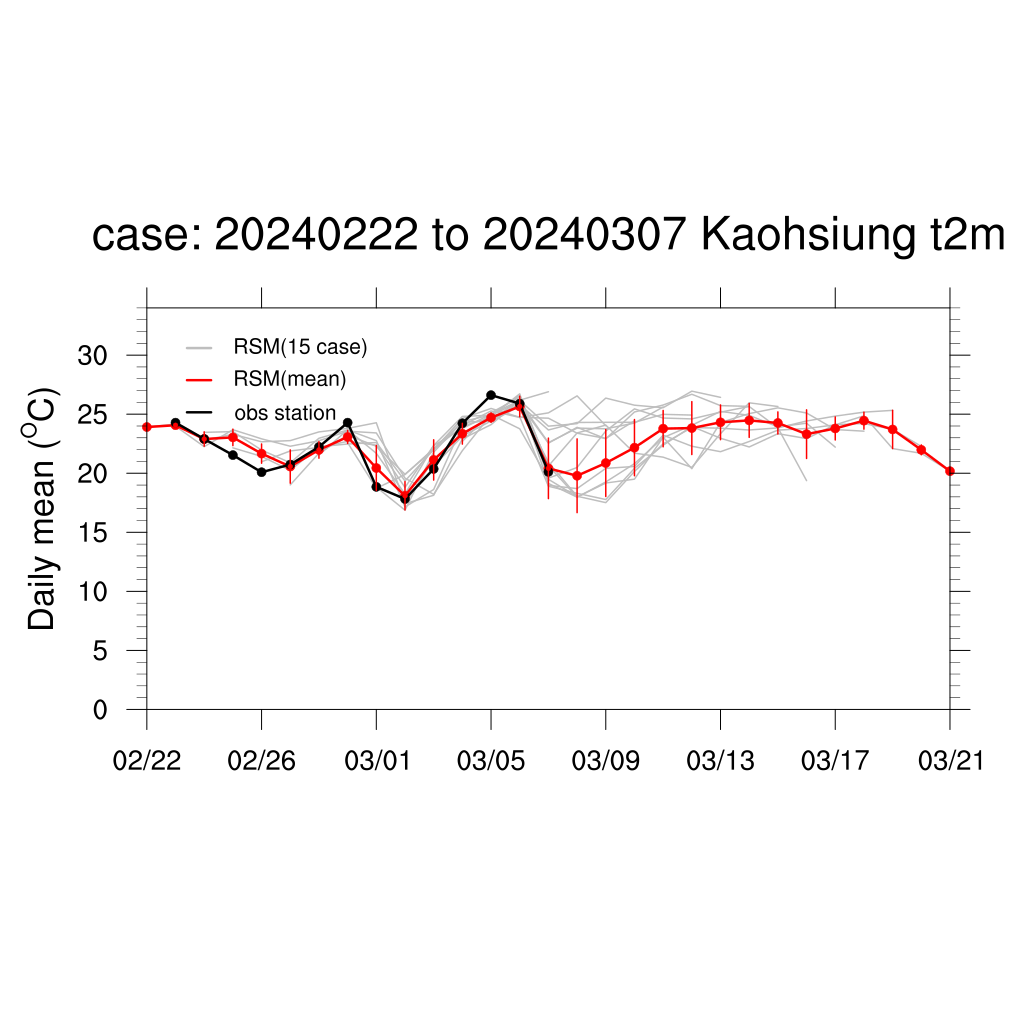 case: 20240222 to 20240307 Kaohsiung t2m
RSM(15 case)
RSM(mean)
obs station
Daily mean (°C)
30
25
20
15
10
5
0
02/22 02/26 03/01 03/05 03/09 03/13 03/17 03/21